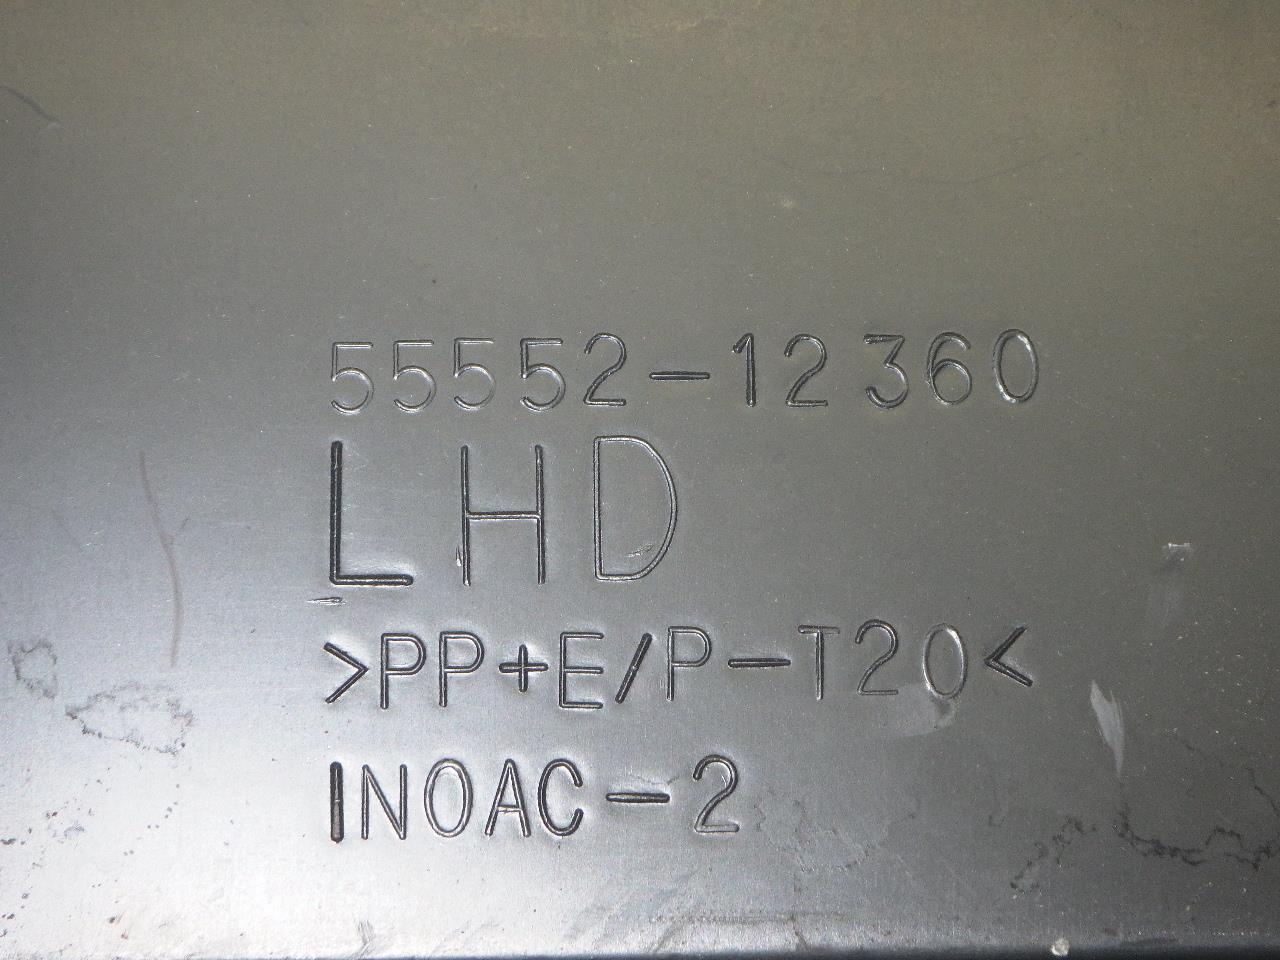 55552-12360
LHD
>PP+E/P-T20<
INOAC-2